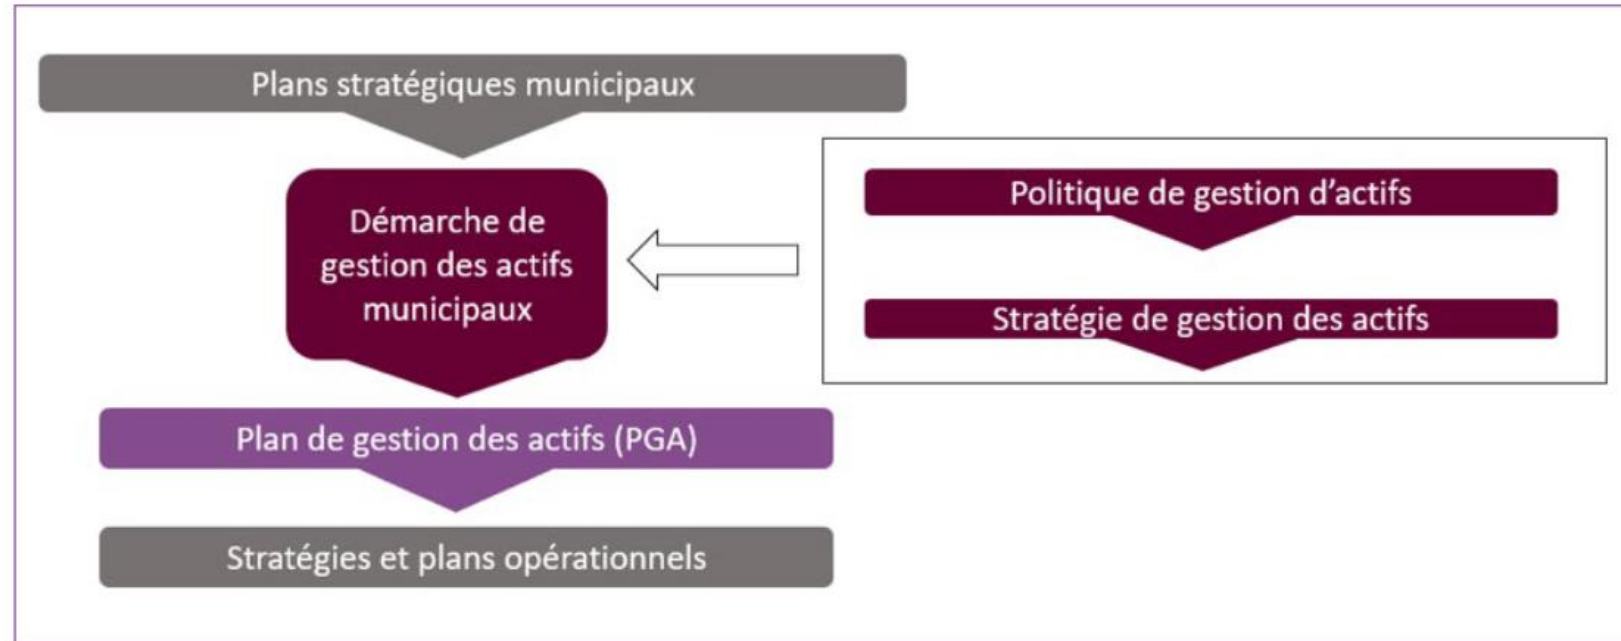 Plans stratégiques municipaux
Démarche de
gestion des actifs
municipaux
Politique de gestion d’actifs
Stratégie de gestion des actifs
Plan de gestion des actifs (PGA)
Stratégies et plans opérationnels